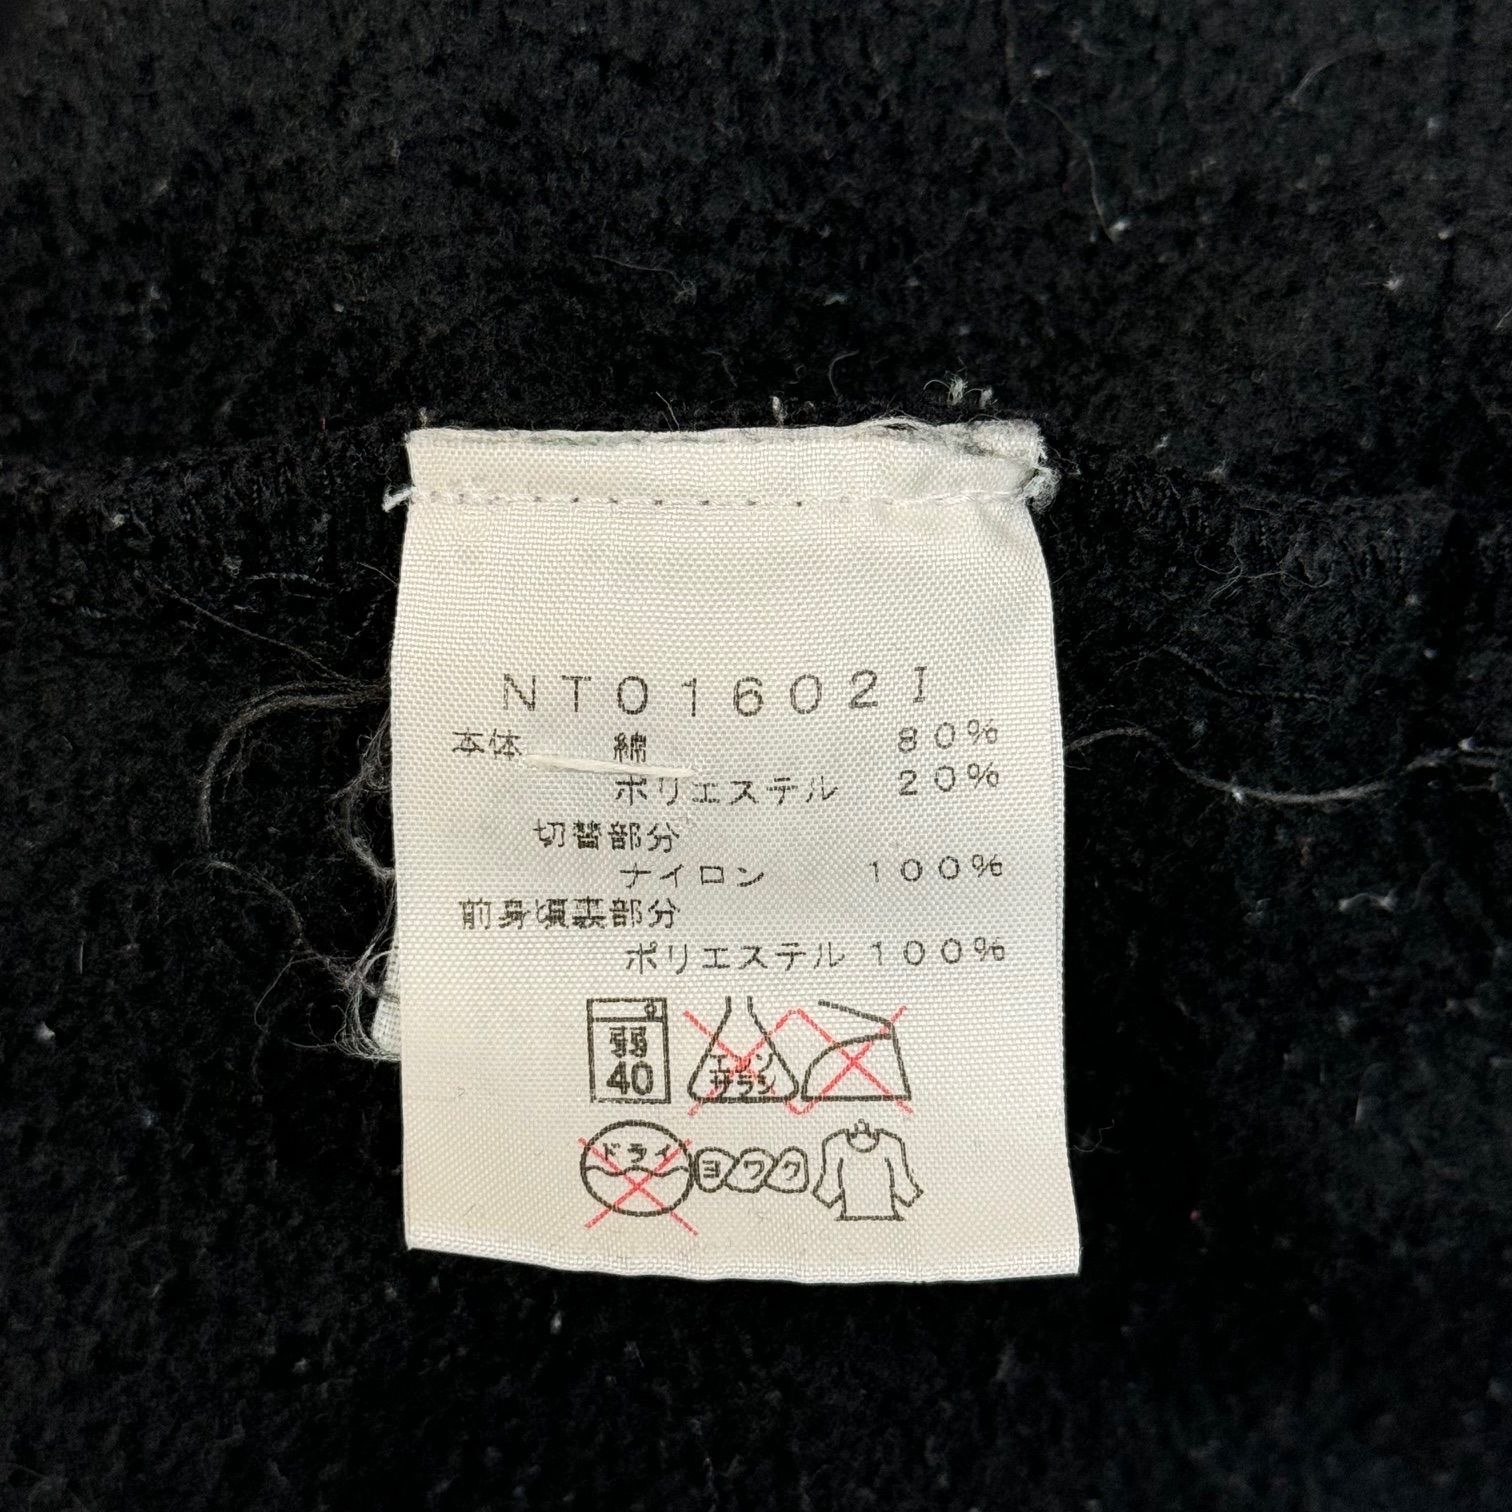 NT01602I
本体 綿 80%
ポリエステル 20%
切替部分
ナイロン 100%
前身頃裏部分
ポリエステル 100%
弱
40
エンソ
サラシ
ドライ
ヨワク